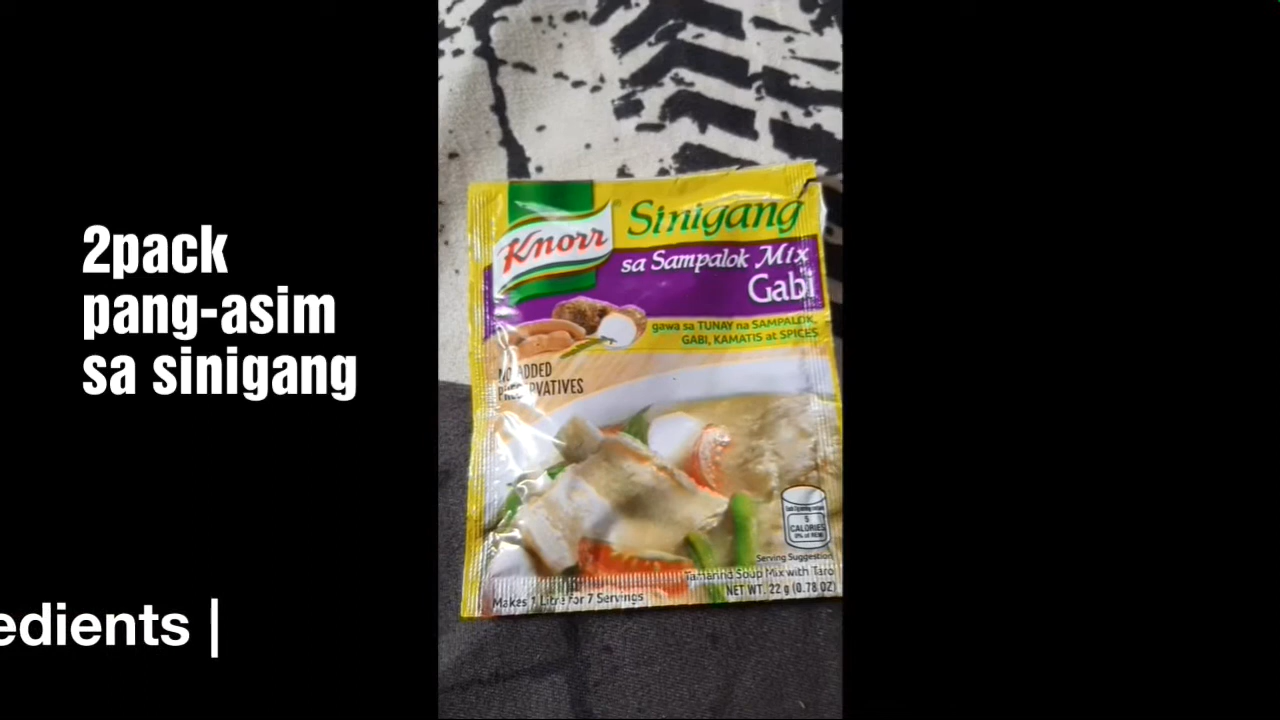 2pack
pang-asim
sa sinigang
edients |
Knorr
Sinigang
sa Sampalok Mix
Gabi
gawa sa TUNAY na SAMPALOK,
GABI, KAMATIS at SPICES
NO ADDED
PRESERVATIVES
5
CALORIES
Serving Suggestion
Tamarind Soup Mix with Taro
NET WT. 22 g (0.78 OZ)
Makes 1 Litre for 7 Servings